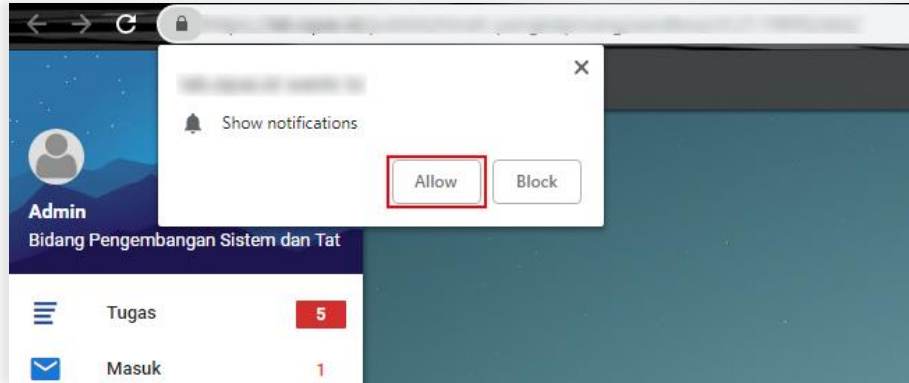 Show notifications
Allow
Block
Admin
Bidang Pengembangan Sistem dan Tat
Tugas
5
Masuk
1